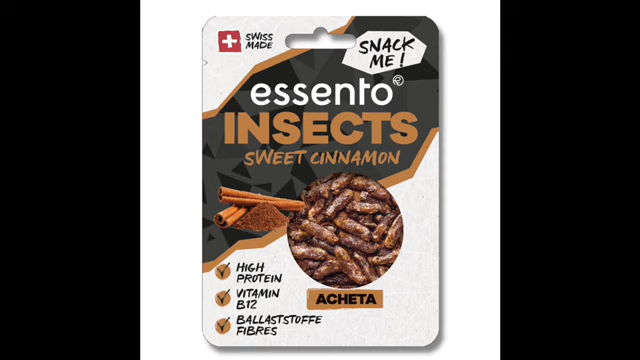 SWISS
MADE
SNACK
ME!
essento
INSECTS
SWEET CINNAMON
HIGH
PROTEIN
VITAMIN
B12
BALLASTSTOFFE
FIBRES
ACHETA